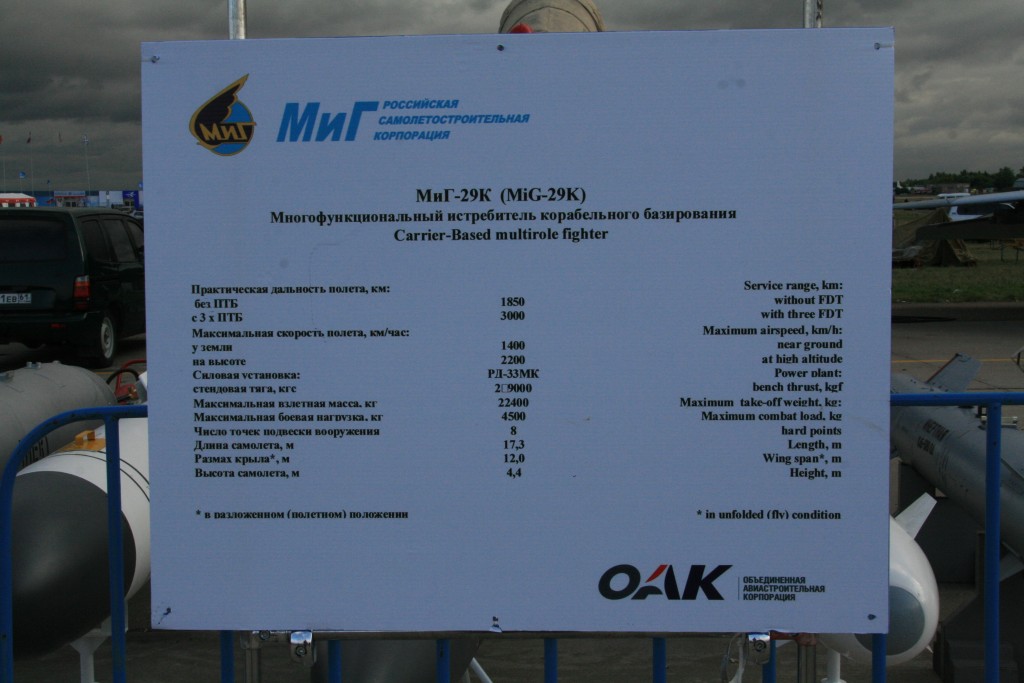 МиГ
МиГ РОССИЙСКАЯ
САМОЛЕТОСТРОИТЕЛЬНАЯ
КОРПОРАЦИЯ
МиГ-29К (MiG-29K)
Многофункциональный истребитель корабельного базирования
Carrier-Based multirole fighter
Практическая дальность полета, км: Service range, km:
без ПТБ 1850 without FDT
с 3 х ПТБ 3000 with three FDT
Максимальная скорость полета, км/час: Maximum airspeed, km/h:
у земли 1400 near ground
на высоте 2200 at high altitude
Силовая установка: РД-33МК Power plant:
стендовая тяга, кгс 2□9000 bench thrust, kgf
Максимальная взлетная масса, кг 22400 Maximum take-off weight, kg:
Максимальная боевая нагрузка, кг 4500 Maximum combat load, kg
Число точек подвески вооружения 8 hard points
Длина самолета, м 17,3 Length, m
Размах крыла*, м 12,0 Wing span*, m
Высота самолета, м 4,4 Height, m
* в разложенном (полетном) положении * in unfolded (fly) condition
ОАК ОБЪЕДИНЕННАЯ
АВИАСТРОИТЕЛЬНАЯ
КОРПОРАЦИЯ